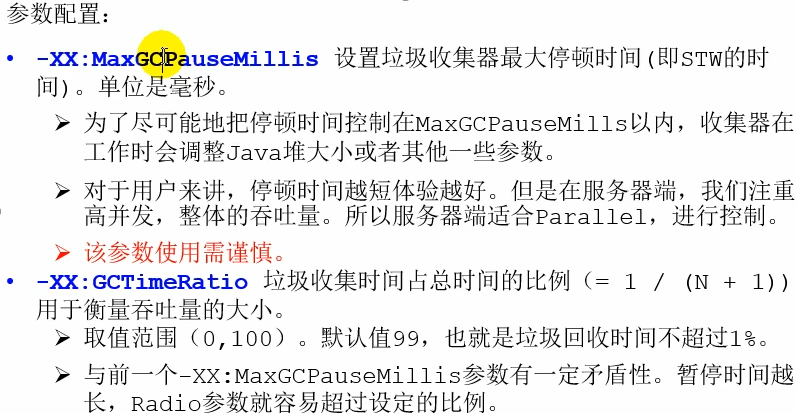 参数配置：
• -XX:MaxGCPauseMillis 设置垃圾收集器最大停顿时间(即STW的时
间)。单位是毫秒。
➢ 为了尽可能地把停顿时间控制在MaxGCPauseMills以内，收集器在
工作时会调整Java堆大小或者其他一些参数。
➢ 对于用户来讲，停顿时间越短体验越好。但是在服务器端，我们注重
高并发，整体的吞吐量。所以服务器端适合Parallel，进行控制。
➢ 该参数使用需谨慎。
• -XX:GCTimeRatio 垃圾收集时间占总时间的比例（= 1 / (N + 1))
用于衡量吞吐量的大小。
➢ 取值范围（0,100）。默认值99，也就是垃圾回收时间不超过1%。
➢ 与前一个-XX:MaxGCPauseMillis参数有一定矛盾性。暂停时间越
长，Radio参数就容易超过设定的比例。